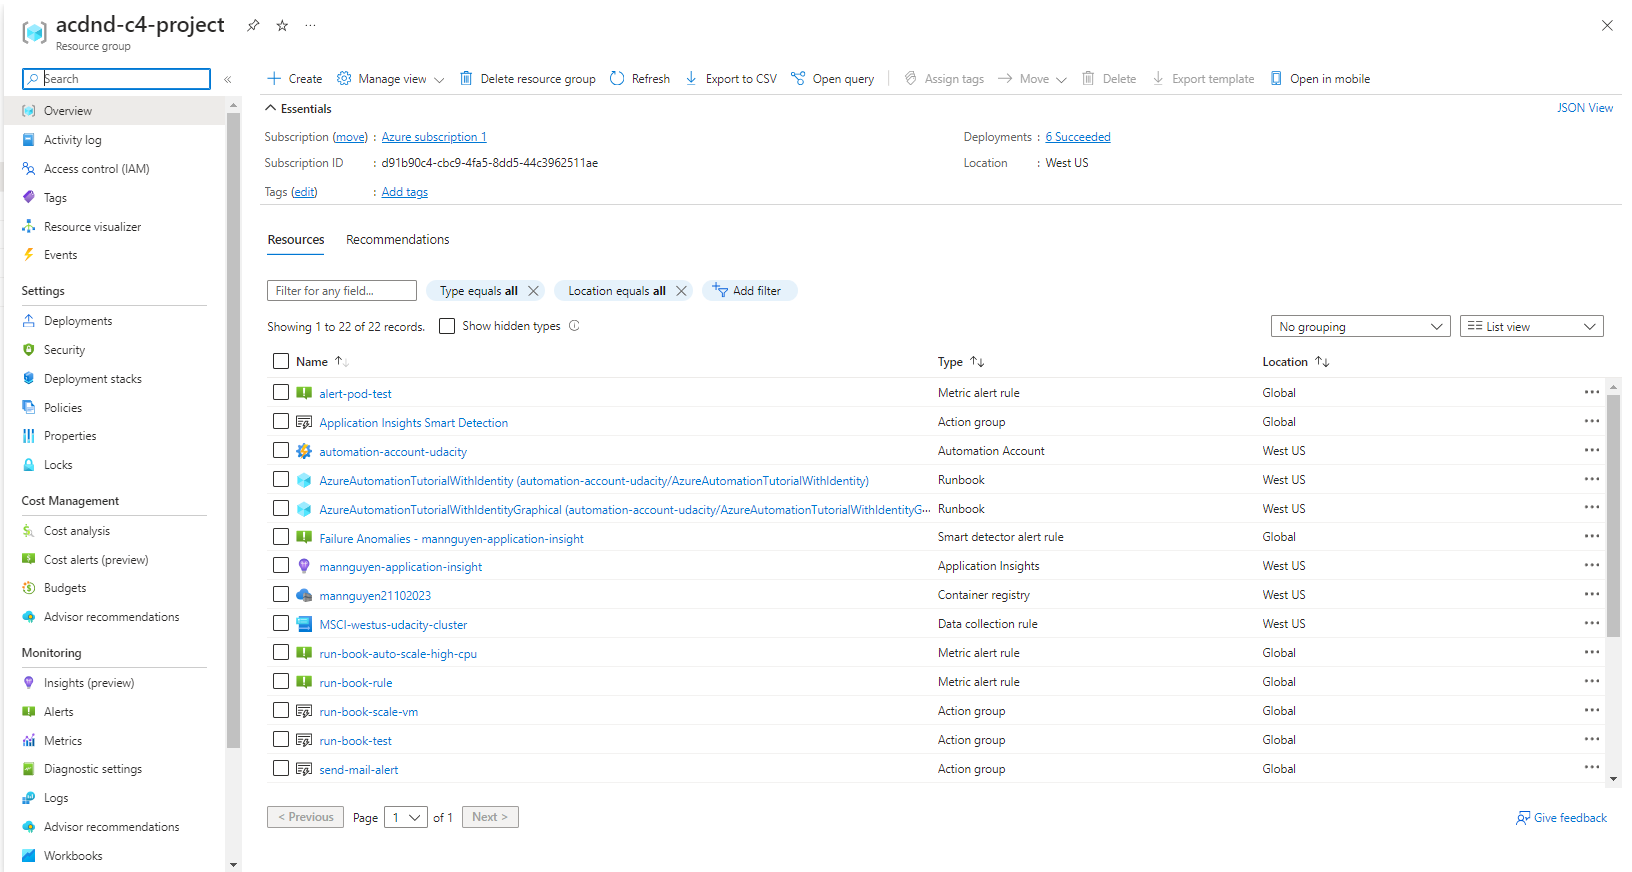 acdnd-c4-project
Resource group
Search
Overview
Activity log
Access control (IAM)
Tags
Resource visualizer
Events
Settings
Deployments
Security
Deployment stacks
Policies
Properties
Locks
Cost Management
Cost analysis
Cost alerts (preview)
Budgets
Advisor recommendations
Monitoring
Insights (preview)
Alerts
Metrics
Diagnostic settings
Logs
Advisor recommendations
Workbooks
Create Manage view Delete resource group Refresh Export to CSV Open query Assign tags Move Delete Export template Open in mobile
Essentials JSON View
Subscription (move) : Azure subscription 1 Deployments : 6 Succeeded
Subscription ID : d91b90c4-cbc9-4fa5-8dd5-44c3962511ae Location : West US
Tags (edit) : Add tags
Resources Recommendations
Filter for any field... Type equals all Location equals all Add filter
Showing 1 to 22 of 22 records. Show hidden types No grouping List view
Name Type Location
alert-pod-test Metric alert rule Global
Application Insights Smart Detection Action group Global
automation-account-udacity Automation Account West US
AzureAutomationTutorialWithIdentity (automation-account-udacity/AzureAutomationTutorialWithIdentity) Runbook West US
AzureAutomationTutorialWithIdentityGraphical (automation-account-udacity/AzureAutomationTutorialWithIdentityG... Runbook West US
Failure Anomalies - mannguyen-application-insight Smart detector alert rule Global
mannguyen-application-insight Application Insights West US
mannguyen21102023 Container registry West US
MSCI-westus-udacity-cluster Data collection rule West US
run-book-auto-scale-high-cpu Metric alert rule Global
run-book-rule Metric alert rule Global
run-book-scale-vm Action group Global
run-book-test Action group Global
send-mail-alert Action group Global
< Previous Page 1 of 1 Next > Give feedback